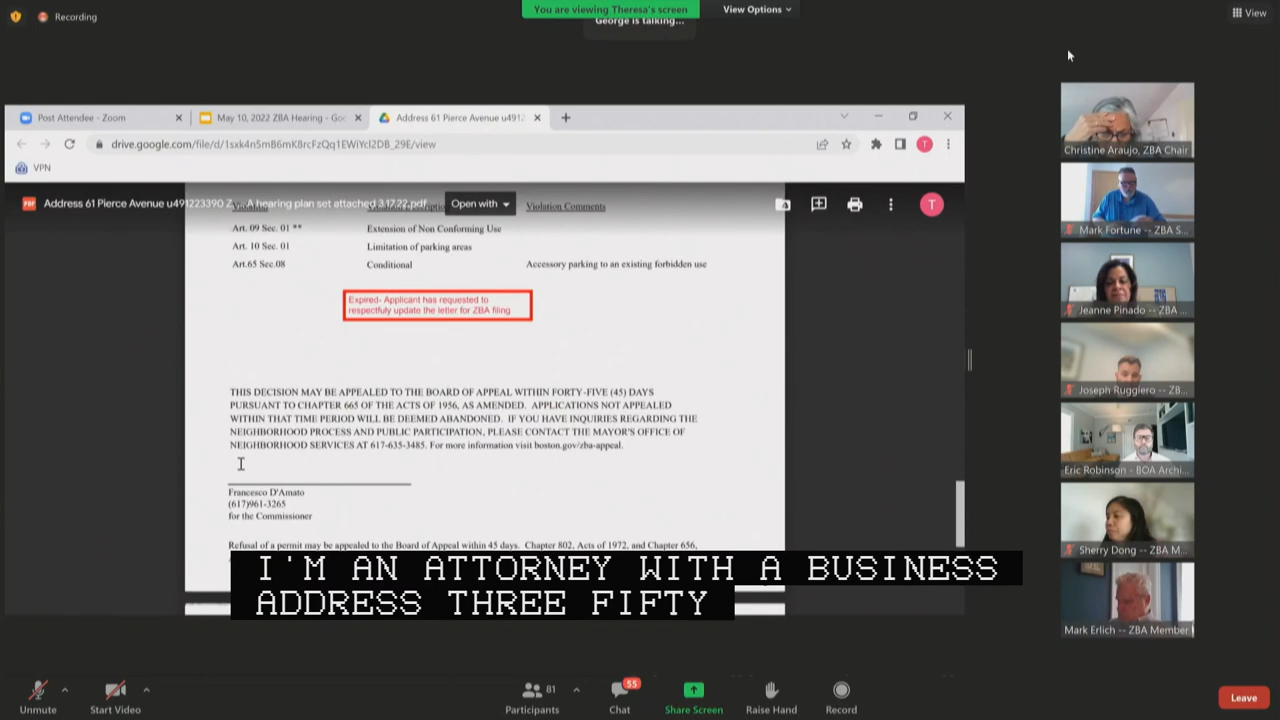 Recording
You are viewing Theresa's screen
View Options
View
George is talking...
Post Attendee - Zoom
May 10, 2022 ZBA Hearing - Goo
Address 61 Pierce Avenue u4912
drive.google.com/file/d/1sxk4n5mB6mK8rcFzQq1EWiYcI2DB_29E/view
VPN
Address 61 Pierce Avenue u491223390 Z... A hearing plan set attached 3.17.22.pdf
Open with
T
Violation Comments
Art. 09 Sec. 01 ** Extension of Non Conforming Use
Art. 10 Sec. 01 Limitation of parking areas
Art.65 Sec.08 Conditional Accessory parking to an existing forbidden use
Expired- Applicant has requested to
respectfuly update the letter for ZBA filing
THIS DECISION MAY BE APPEALED TO THE BOARD OF APPEAL WITHIN FORTY-FIVE (45) DAYS
PURSUANT TO CHAPTER 665 OF THE ACTS OF 1956, AS AMENDED. APPLICATIONS NOT APPEALED
WITHIN THAT TIME PERIOD WILL BE DEEMED ABANDONED. IF YOU HAVE INQUIRIES REGARDING THE
NEIGHBORHOOD PROCESS AND PUBLIC PARTICIPATION, PLEASE CONTACT THE MAYOR'S OFFICE OF
NEIGHBORHOOD SERVICES AT 617-635-3485. For more information visit boston.gov/zba-appeal.
Francesco D'Amato
(617)961-3265
for the Commissioner
Refusal of a permit may be appealed to the Board of Appeal within 45 days. Chapter 802, Acts of 1972, and Chapter 656,
I'M AN ATTORNEY WITH A BUSINESS
ADDRESS THREE FIFTY
Christine Araujo, ZBA Chair
Mark Fortune -- ZBA S...
Jeanne Pinado -- ZBA ...
Joseph Ruggiero -- ZB...
Eric Robinson - BOA Archi...
Sherry Dong -- ZBA M...
Mark Erlich -- ZBA Member
Unmute
Start Video
81
Participants
55
Chat
Share Screen
Raise Hand
Record
Leave